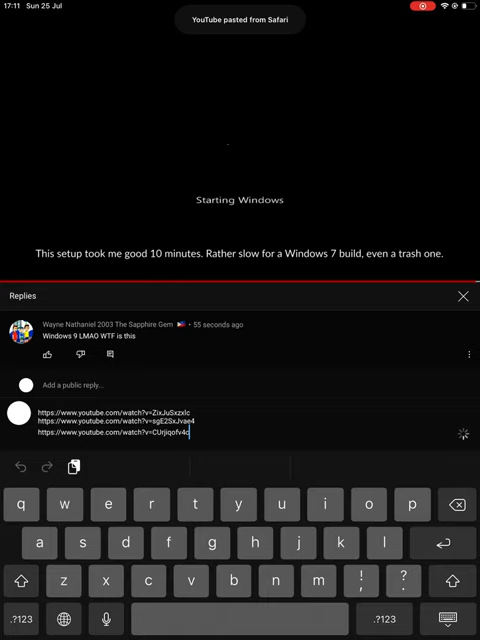 17:11 Sun 25 Jul
YouTube pasted from Safari
Starting Windows
This setup took me good 10 minutes. Rather slow for a Windows 7 build, even a trash one.
Replies
Wayne Nathaniel 2003 The Sapphire Gem 🇵🇭 • 55 seconds ago
Windows 9 LMAO WTF is this
Add a public reply...
https://www.youtube.com/watch?v=ZixJuSxzxIc
https://www.youtube.com/watch?v=sgE2SxJvae4
https://www.youtube.com/watch?v=CUrjiqofv4c
q w e r t y u i o p
a s d f g h j k l
z x c v b n m ! , ? .
.?123 .?123